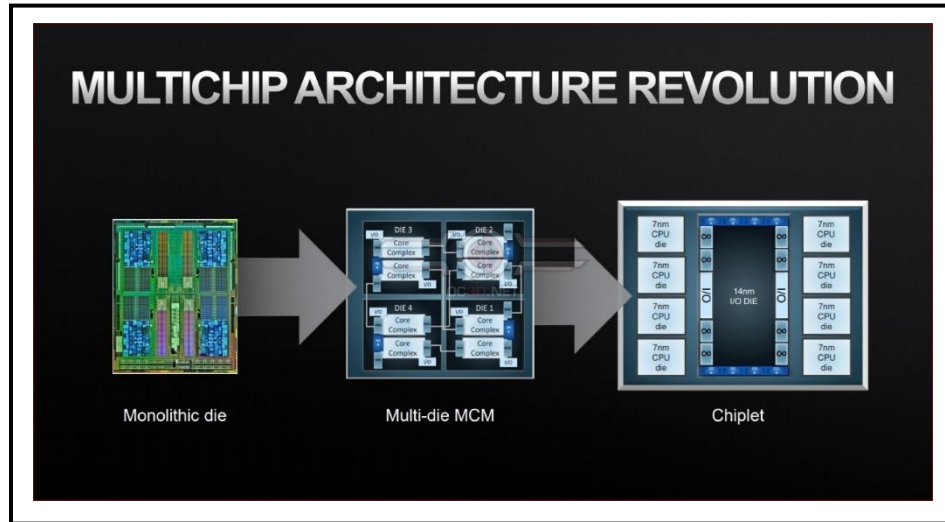 MULTICHIP ARCHITECTURE REVOLUTION
DIE 3
I/O
Core
Complex
Core
Complex
I/O
DIE 2
I/O
Core
Complex
Core
Complex
I/O
DIE 4
I/O
Core
Complex
Core
Complex
I/O
DIE 1
I/O
Core
Complex
Core
Complex
I/O
7nm
CPU
die
7nm
CPU
die
7nm
CPU
die
7nm
CPU
die
I/O
14nm
I/O DIE
I/O
7nm
CPU
die
7nm
CPU
die
7nm
CPU
die
7nm
CPU
die
Monolithic die
Multi-die MCM
Chiplet